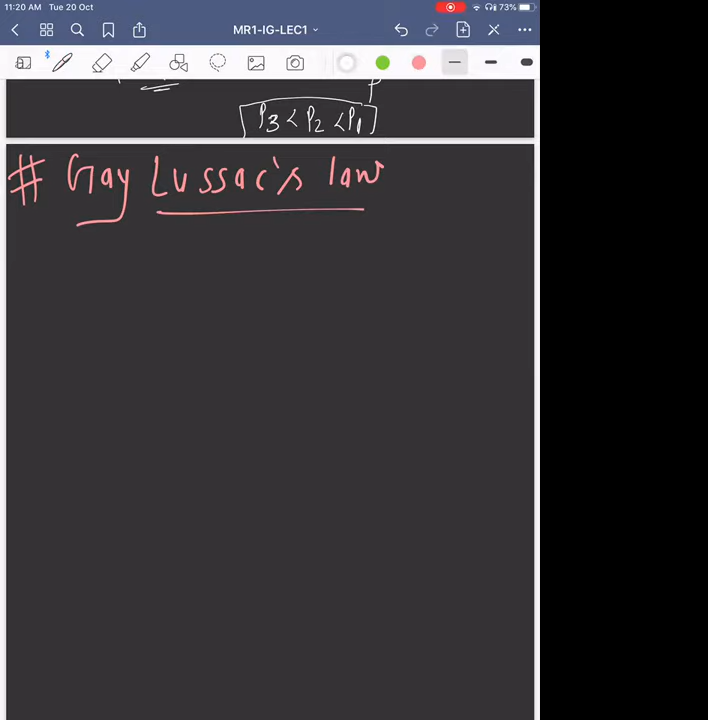 11:20 AM Tue 20 Oct 73%
MR1-IG-LEC1
P3 < P2 < P1
# Gay Lussac's law